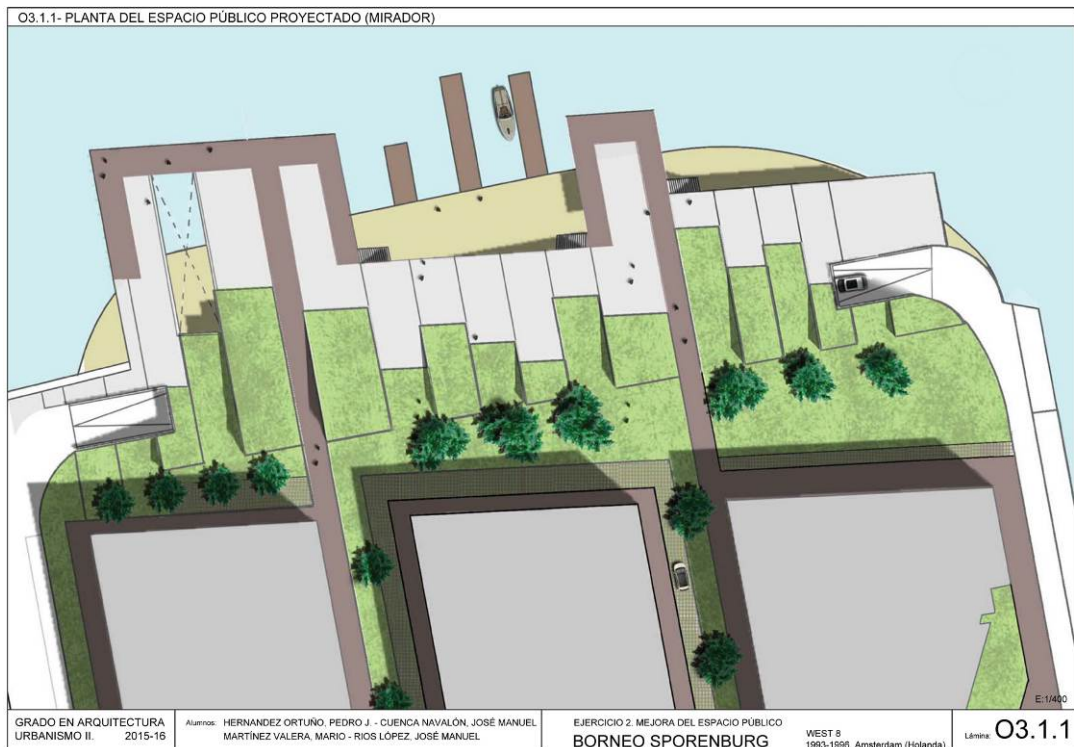 O3.1.1- PLANTA DEL ESPACIO PÚBLICO PROYECTADO (MIRADOR)
E:1/400
GRADO EN ARQUITECTURA
URBANISMO II. 2015-16
Alumnos: HERNANDEZ ORTUÑO, PEDRO J. - CUENCA NAVALÓN, JOSÉ MANUEL
MARTÍNEZ VALERA, MARIO - RIOS LÓPEZ, JOSÉ MANUEL
EJERCICIO 2. MEJORA DEL ESPACIO PÚBLICO
BORNEO SPORENBURG
WEST 8
1993-1996. Amsterdam (Holanda)
Lámina: O3.1.1